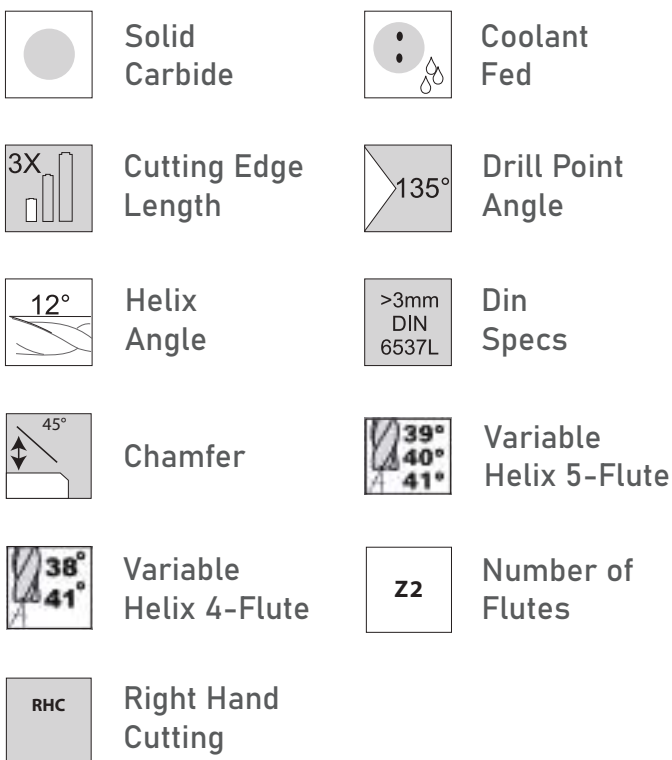 Solid
Carbide
Coolant
Fed
3X
Cutting Edge
Length
135°
Drill Point
Angle
12°
Helix
Angle
>3mm
DIN
6537L
Din
Specs
45°
Chamfer
39°
40°
41°
Variable
Helix 5-Flute
38°
41°
Variable
Helix 4-Flute
Z2
Number of
Flutes
RHC
Right Hand
Cutting